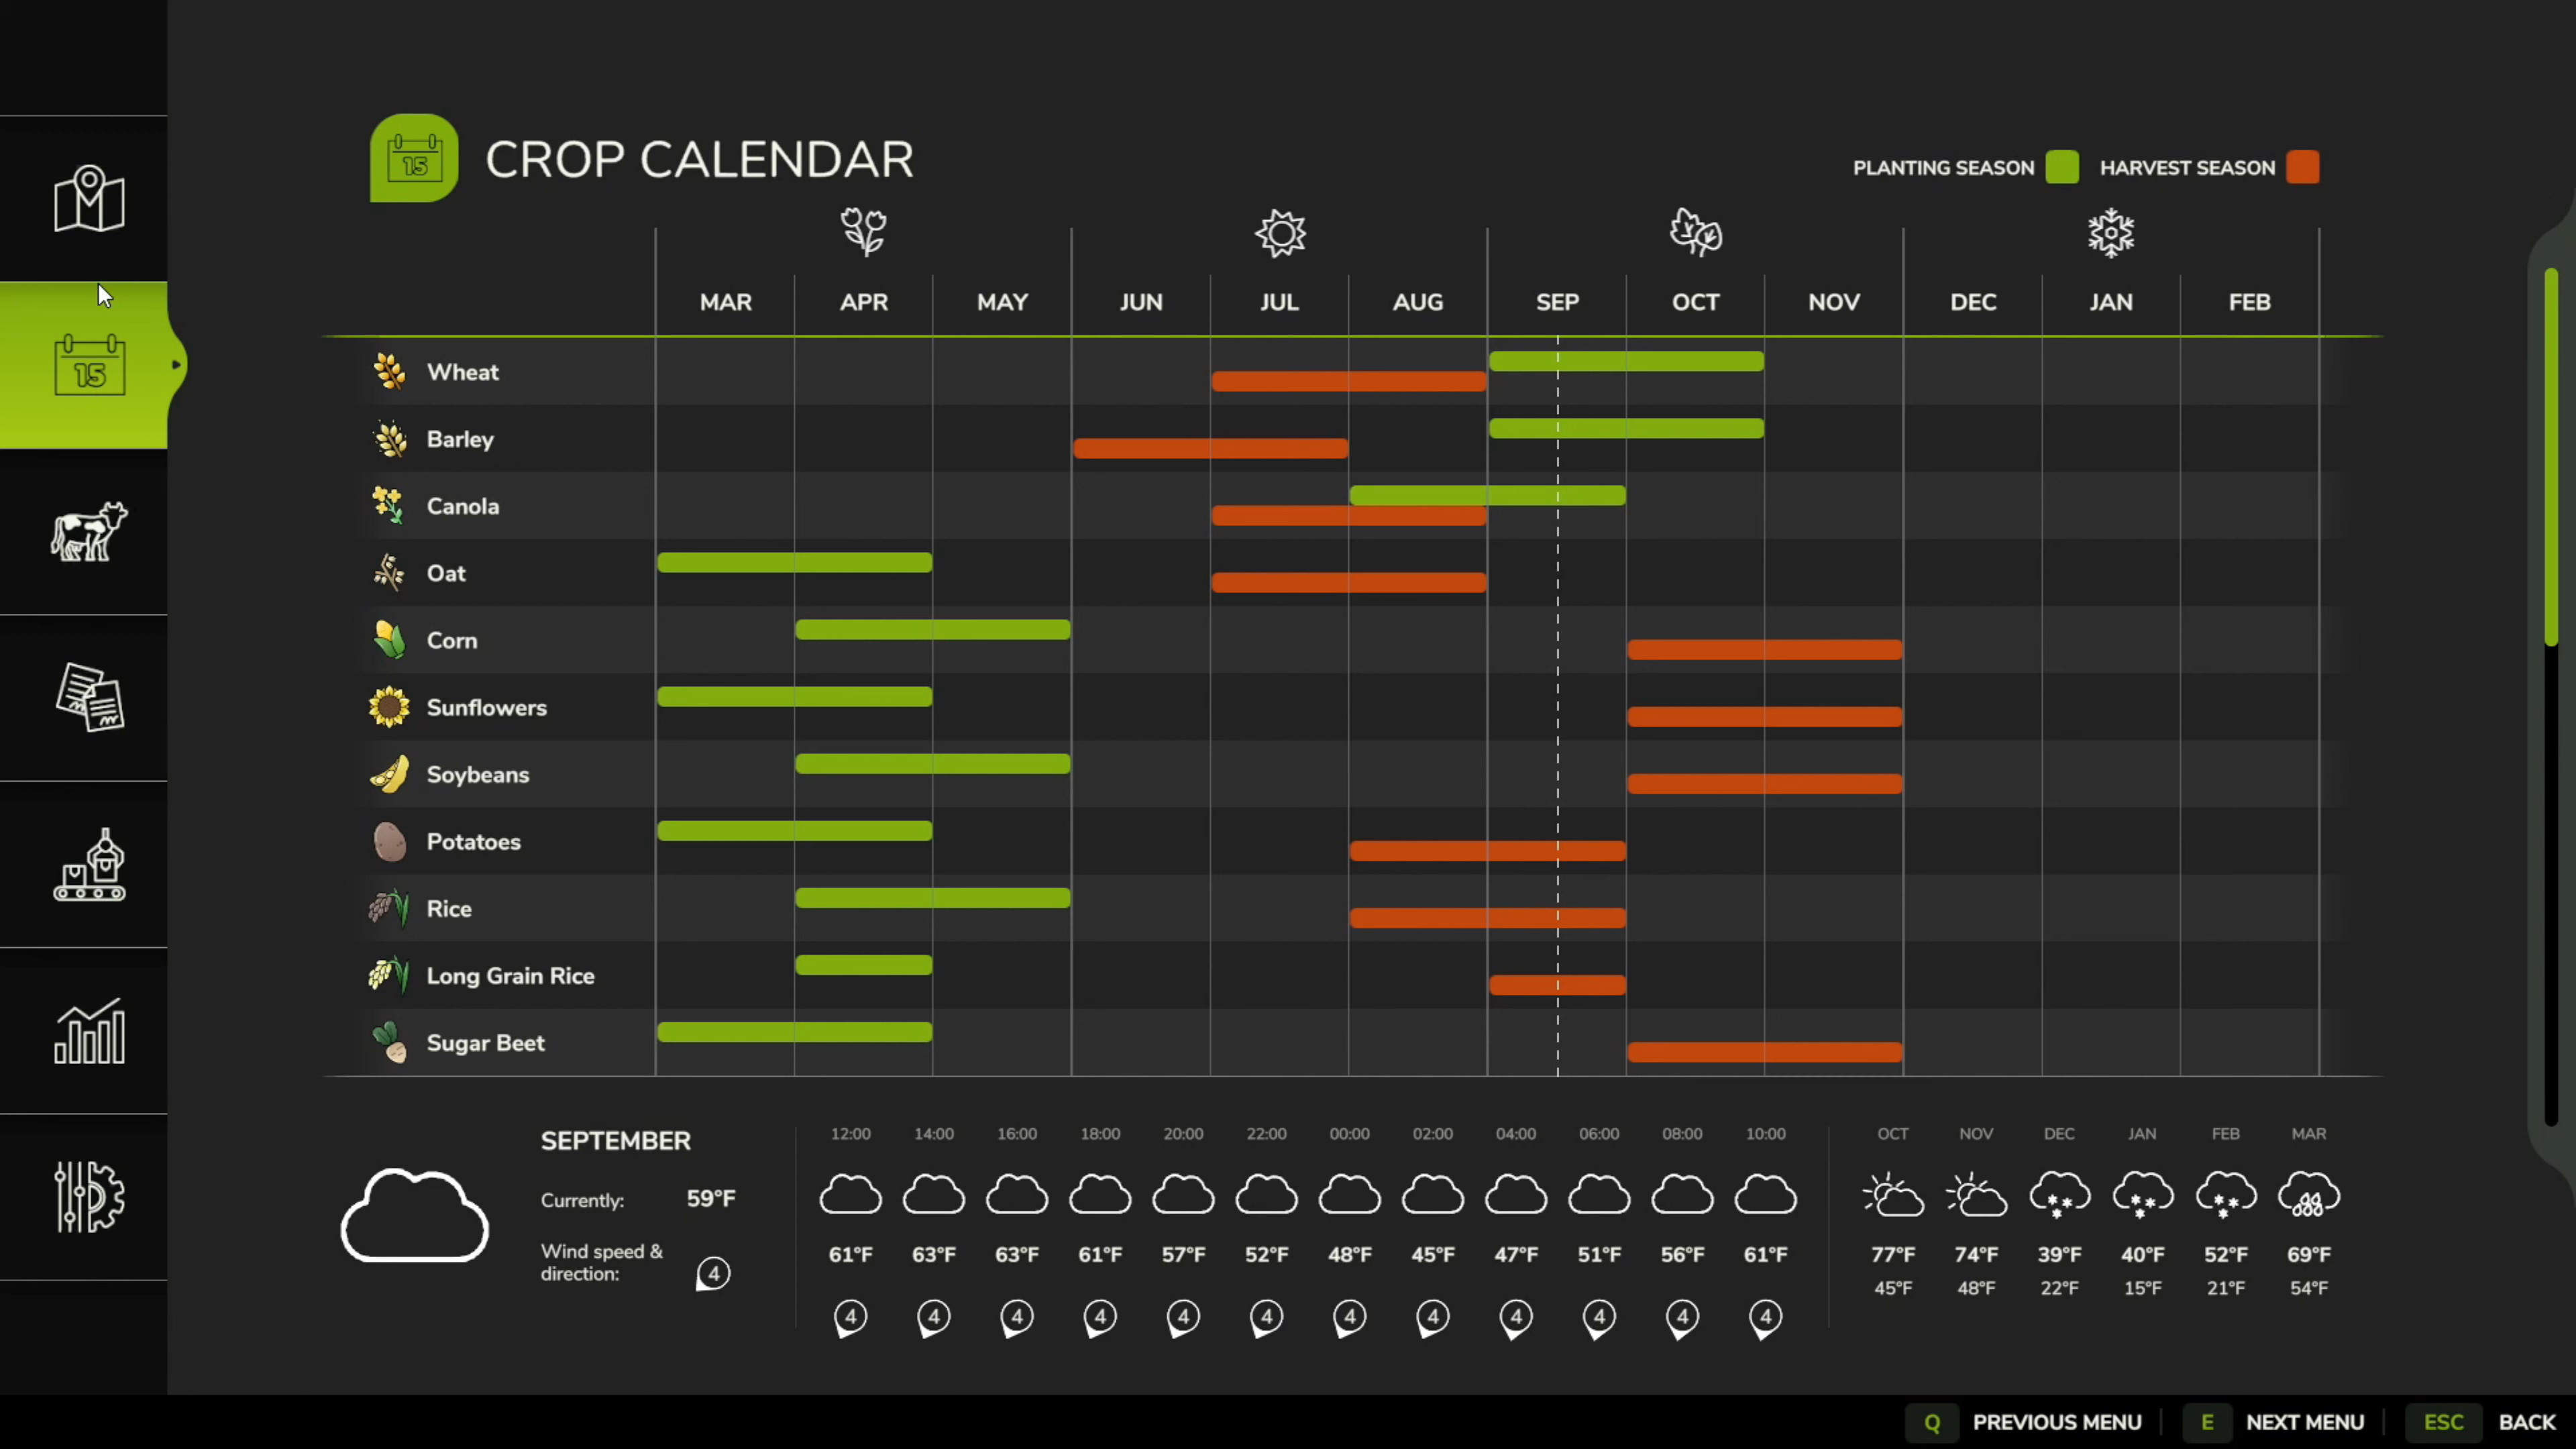 15
CROP CALENDAR
PLANTING SEASON
HARVEST SEASON
MAR APR MAY JUN JUL AUG SEP OCT NOV DEC JAN FEB
15
Wheat
Barley
Canola
Oat
Corn
Sunflowers
Soybeans
Potatoes
Rice
Long Grain Rice
Sugar Beet
SEPTEMBER
Currently: 59°F
Wind speed &
direction: 4
12:00 14:00 16:00 18:00 20:00 22:00 00:00 02:00 04:00 06:00 08:00 10:00
61°F 63°F 63°F 61°F 57°F 52°F 48°F 45°F 47°F 51°F 56°F 61°F
4 4 4 4 4 4 4 4 4 4 4 4
OCT NOV DEC JAN FEB MAR
77°F 74°F 39°F 40°F 52°F 69°F
45°F 48°F 22°F 15°F 21°F 54°F
Q PREVIOUS MENU E NEXT MENU ESC BACK